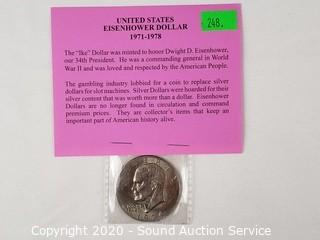 UNITED STATES
EISENHOWER DOLLAR
1971-1978
248.
The "Ike" Dollar was minted to honor Dwight D. Eisenhower,
our 34th President. He was a commanding general in World
War II and was loved and respected by the American People.
The gambling industry lobbied for a coin to replace silver
dollars for slot machines. Silver Dollars were hoarded for their
silver content that was worth more than a dollar. Eisenhower
Dollars are no longer found in circulation and command
premium prices. They are collector's items that keep an
important part of American history alive.
Copyright 2020 - Sound Auction Service